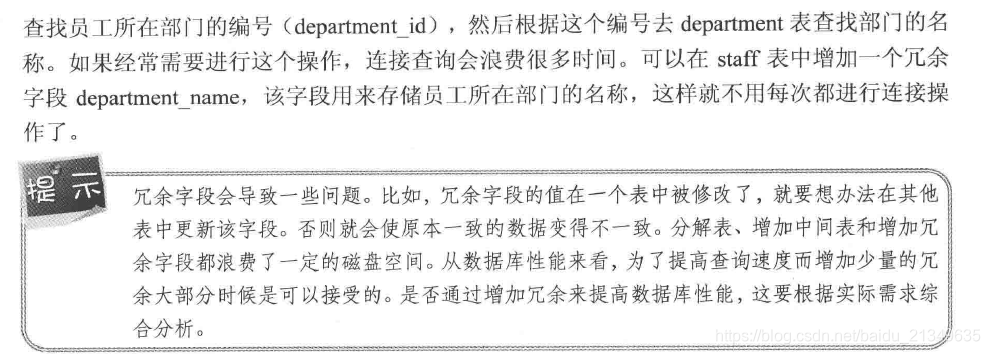 查找员工所在部门的编号（department_id），然后根据这个编号去 department 表查找部门的名
称。如果经常需要进行这个操作，连接查询会浪费很多时间。可以在 staff 表中增加一个冗余
字段 department_name，该字段用来存储员工所在部门的名称，这样就不用每次都进行连接操
作了。
提示
冗余字段会导致一些问题。比如，冗余字段的值在一个表中被修改了，就要想办法在其他
表中更新该字段。否则就会使原本一致的数据变得不一致。分解表、增加中间表和增加冗
余字段都浪费了一定的磁盘空间。从数据库性能来看，为了提高查询速度而增加少量的冗
余大部分时候是可以接受的。是否通过增加冗余来提高数据库性能，这要根据实际需求综
合分析。
https://blog.csdn.net/baidu_21349635